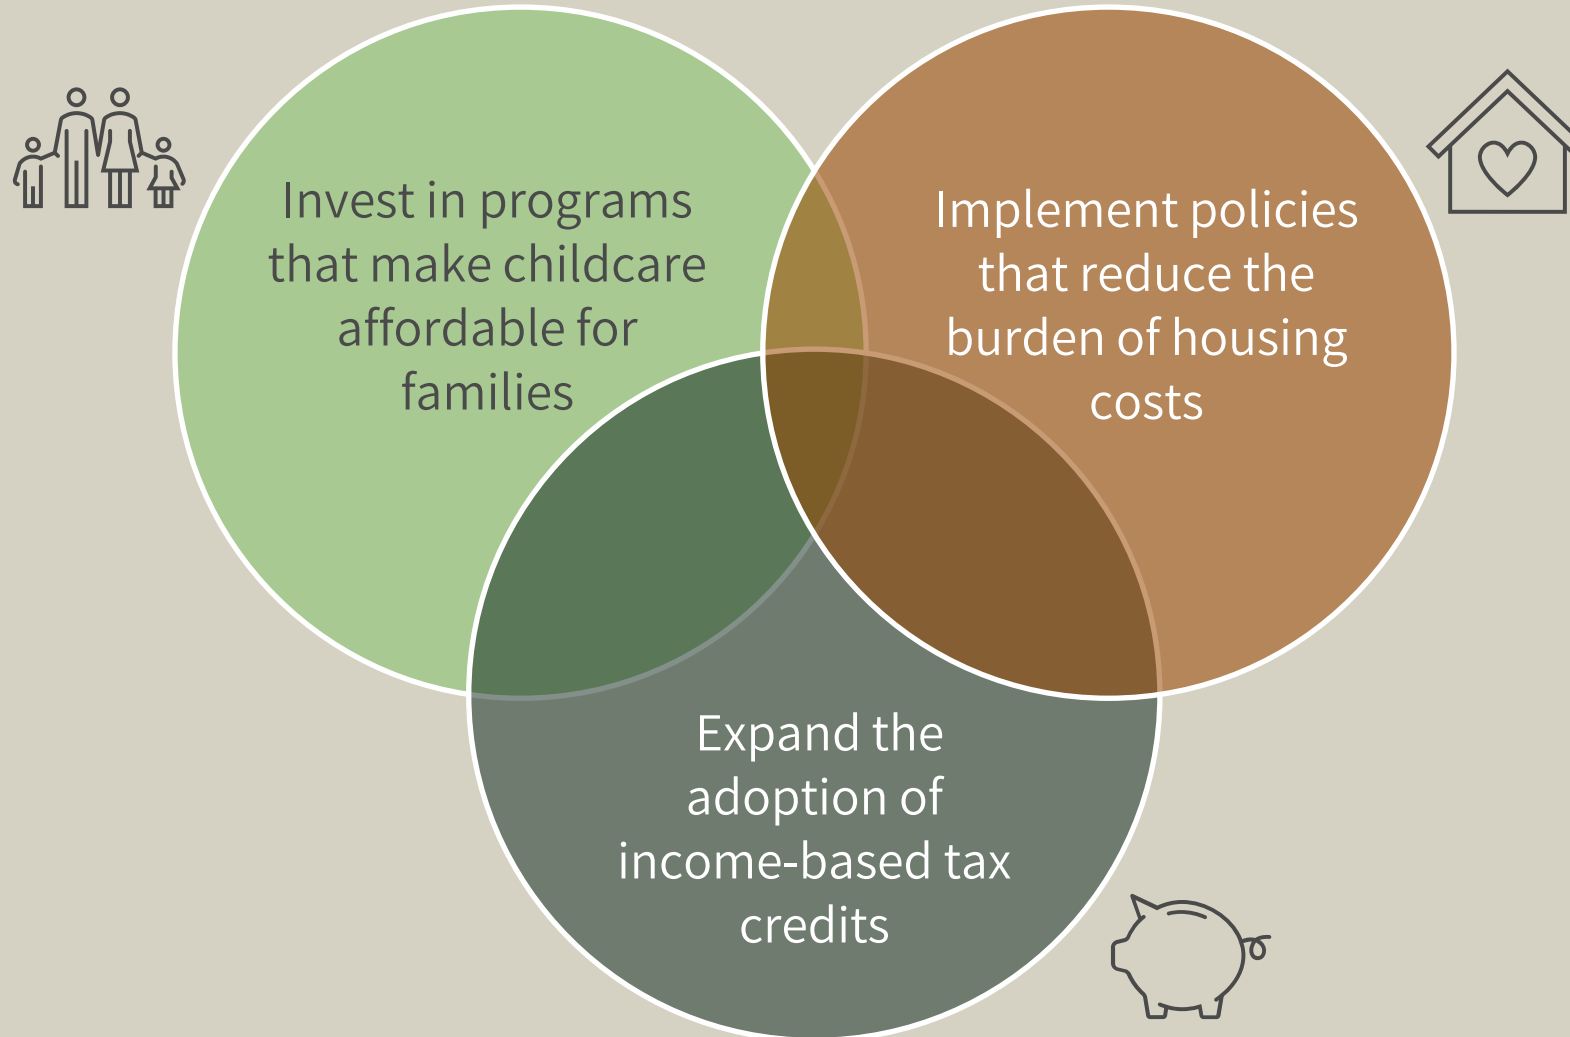 Invest in programs
that make childcare
affordable for
families
Implement policies
that reduce the
burden of housing
costs
Expand the
adoption of
income-based tax
credits